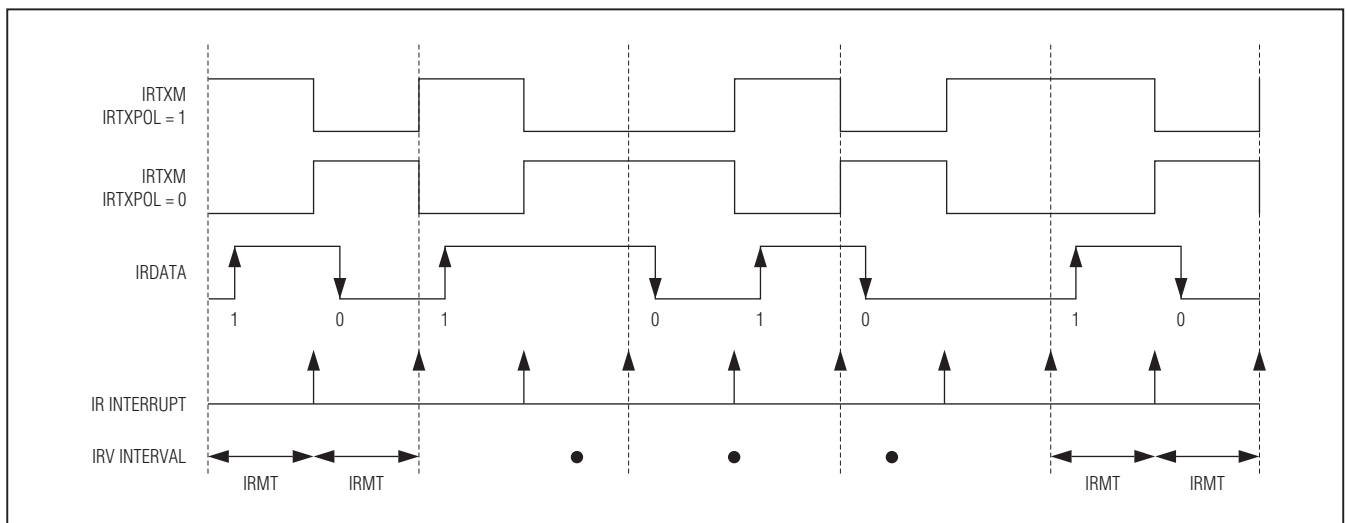 IRTXM
IRTXPOL = 1
IRTXM
IRTXPOL = 0
IRDATA
1 0 1 0 1 0 1 0
IR INTERRUPT
IRV INTERVAL
IRMT IRMT IRMT IRMT